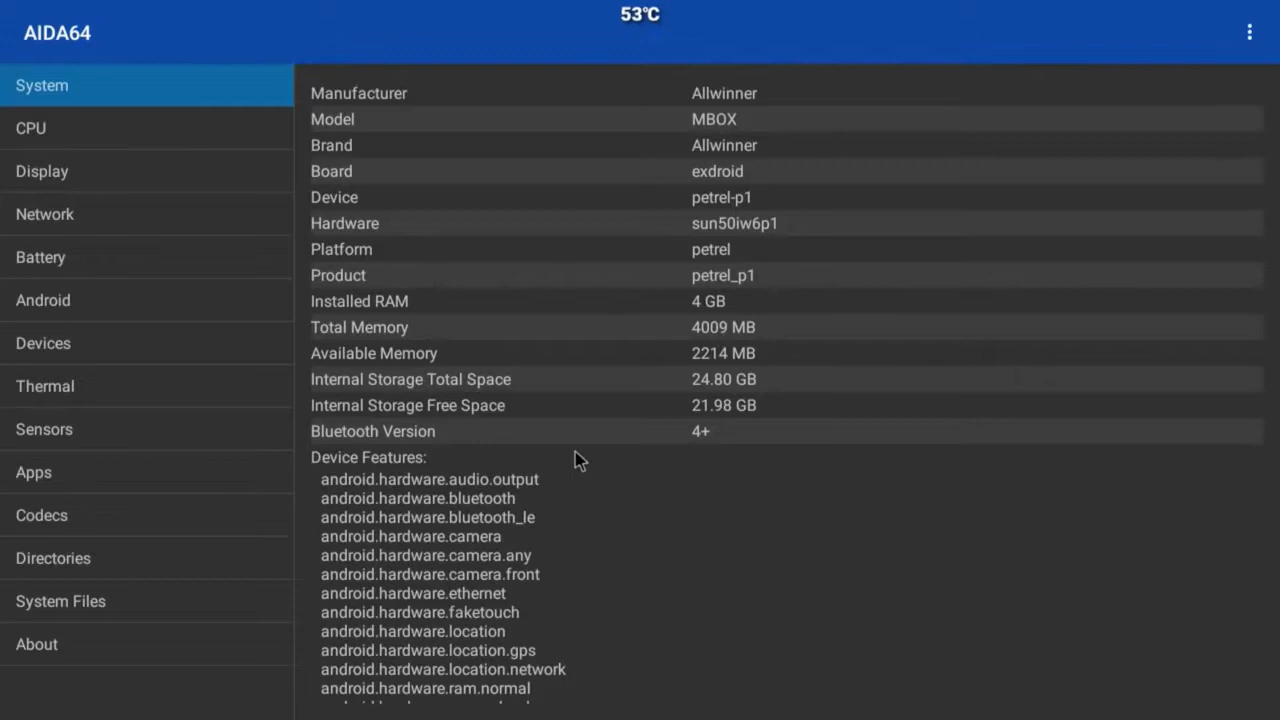 53°C
AIDA64
System
CPU
Display
Network
Battery
Android
Devices
Thermal
Sensors
Apps
Codecs
Directories
System Files
About
Manufacturer Allwinner
Model MBOX
Brand Allwinner
Board exdroid
Device petrel-p1
Hardware sun50iw6p1
Platform petrel
Product petrel_p1
Installed RAM 4 GB
Total Memory 4009 MB
Available Memory 2214 MB
Internal Storage Total Space 24.80 GB
Internal Storage Free Space 21.98 GB
Bluetooth Version 4+
Device Features:
android.hardware.audio.output
android.hardware.bluetooth
android.hardware.bluetooth_le
android.hardware.camera
android.hardware.camera.any
android.hardware.camera.front
android.hardware.ethernet
android.hardware.faketouch
android.hardware.location
android.hardware.location.gps
android.hardware.location.network
android.hardware.ram.normal